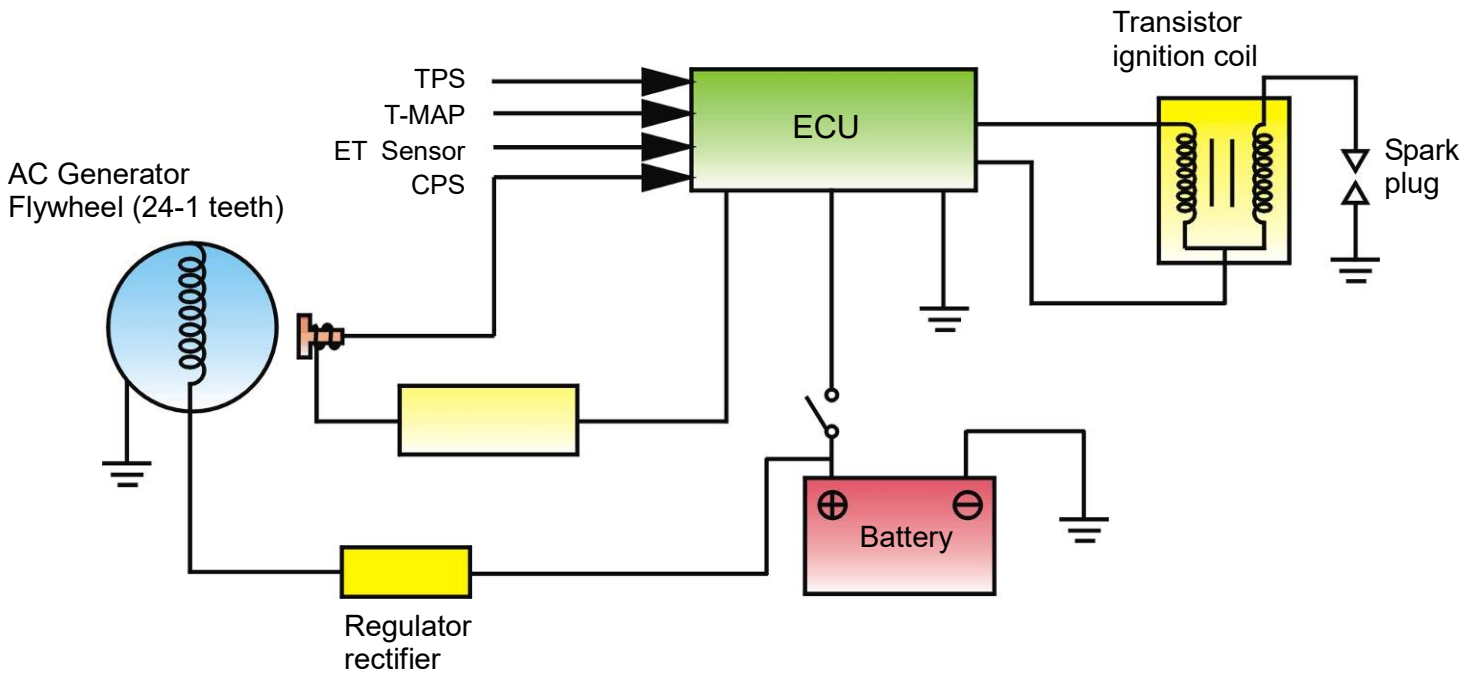 Transistor
ignition coil
TPS
T-MAP
ET Sensor
CPS
ECU
Spark
plug
AC Generator
Flywheel (24-1 teeth)
Battery
Regulator
rectifier